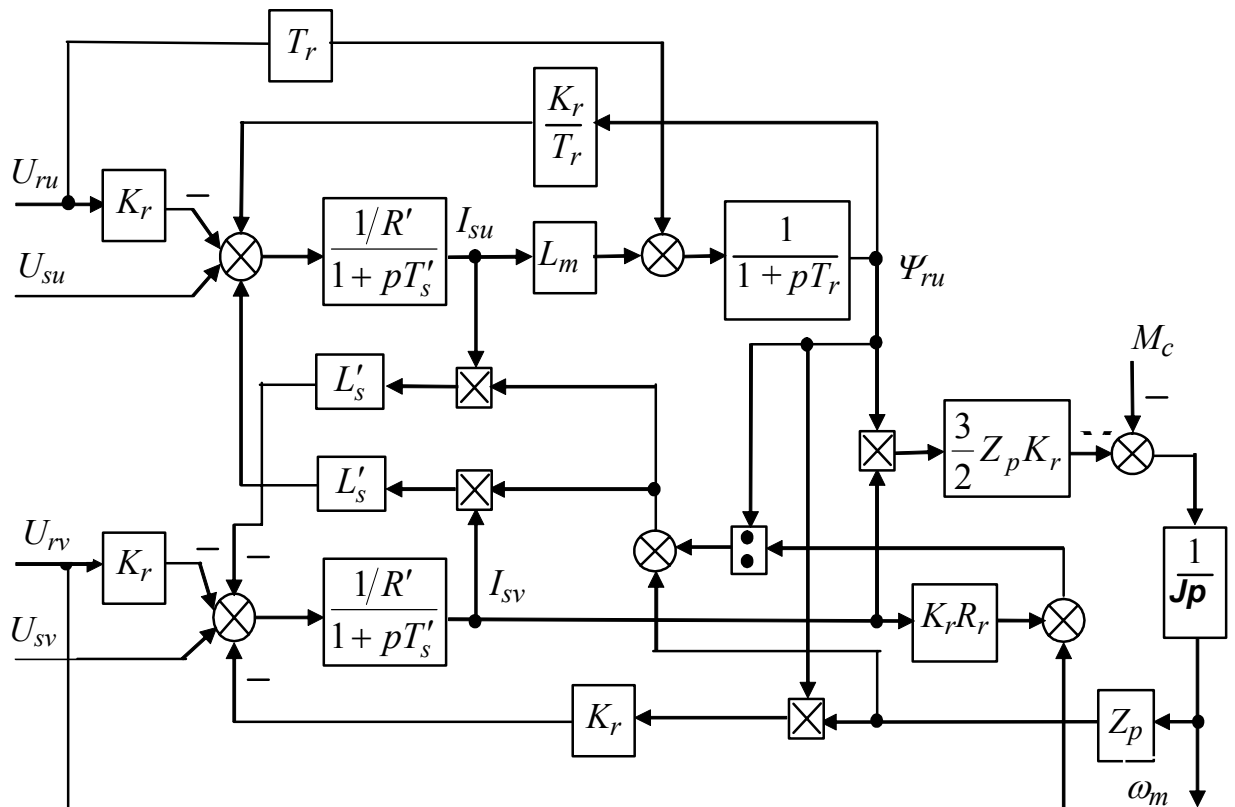 T_r
K_r
T_r
U_ru
K_r
−
U_su
1/R'
1 + pT'_s
I_su
L_m
1
1 + pT_r
Ψ_ru
M_c
−
L'_s
3
2
Z_p K_r
L'_s
U_rv
K_r
−
−
U_sv
1/R'
1 + pT'_s
I_sv
K_r R_r
1
Jp
−
K_r
Z_p
ω_m